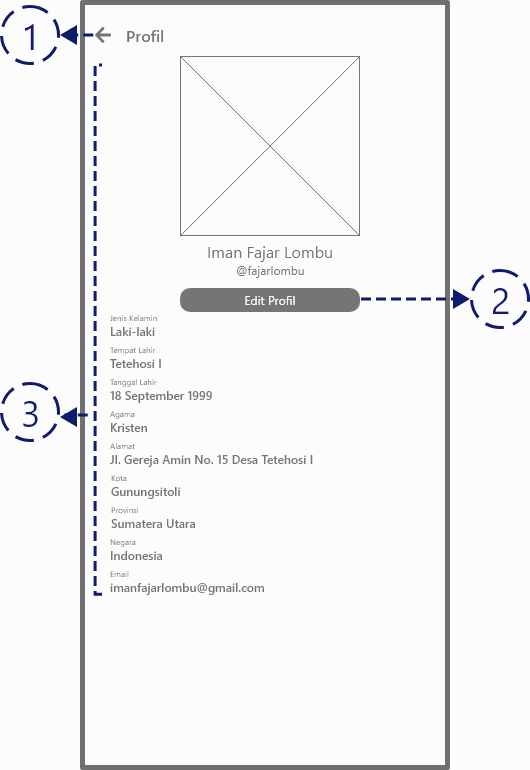 1
Profil
Iman Fajar Lombu
@fajarlombu
Edit Profil
2
Jenis Kelamin
Laki-laki
Tempat Lahir
Tetehosi I
Tanggal Lahir
18 September 1999
3
Agama
Kristen
Alamat
Jl. Gereja Amin No. 15 Desa Tetehosi I
Kota
Gunungsitoli
Provinsi
Sumatera Utara
Negara
Indonesia
Email
imanfajarlombu@gmail.com